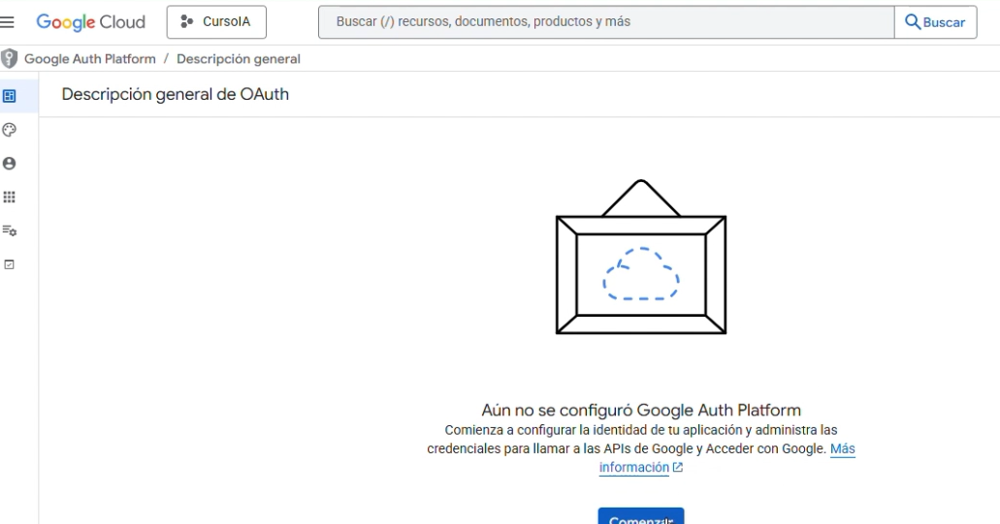 Google Cloud
CursoIA
Buscar (/) recursos, documentos, productos y más
Buscar
Google Auth Platform / Descripción general
Descripción general de OAuth
Aún no se configuró Google Auth Platform
Comienza a configurar la identidad de tu aplicación y administra las
credenciales para llamar a las APIs de Google y Acceder con Google. Más
información
Comenzar